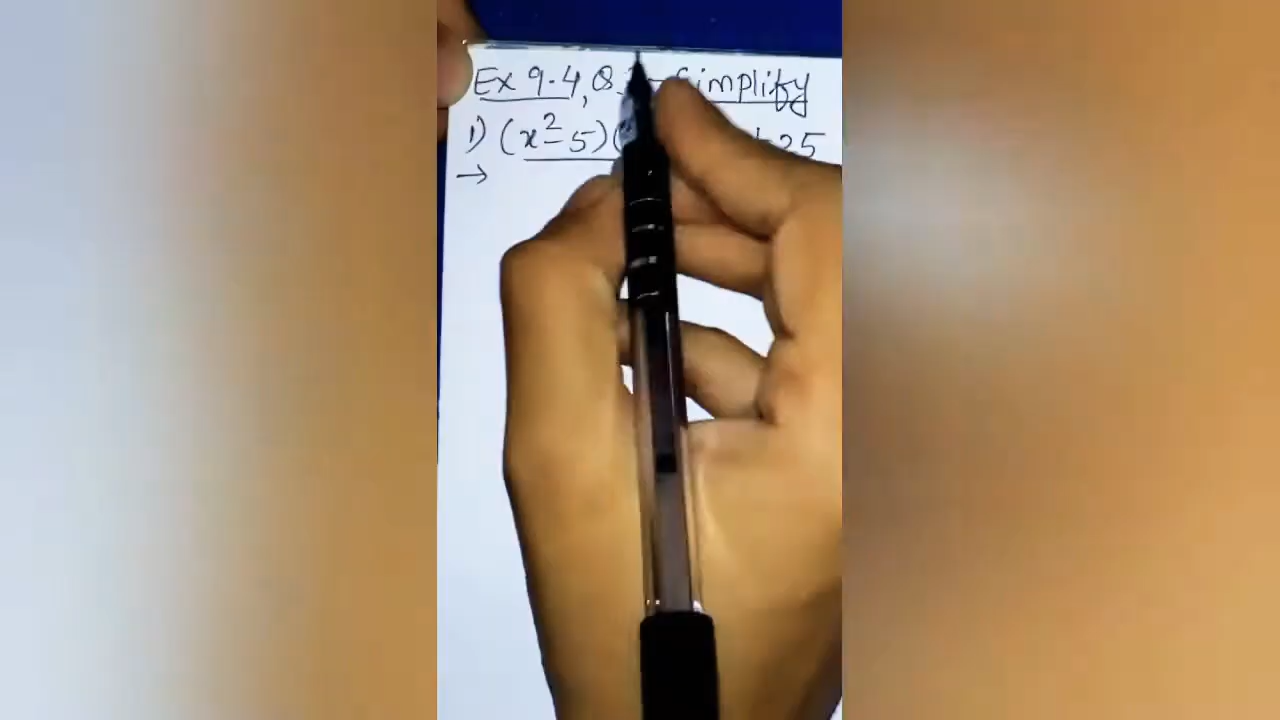 Ex 9.4, Q. Simplify
1) (x²-5)( + 25
→